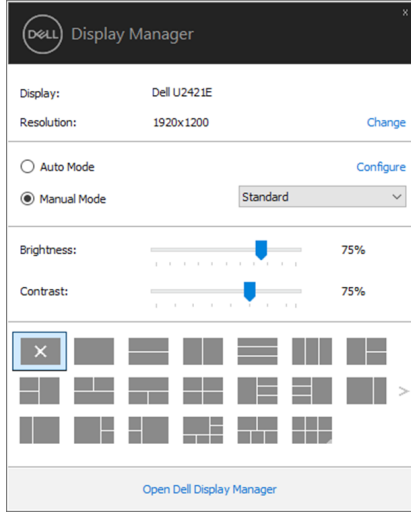 DELL Display Manager
Display: Dell U2421E
Resolution: 1920x1200 Change
Auto Mode Configure
Manual Mode Standard
Brightness: 75%
Contrast: 75%
Open Dell Display Manager